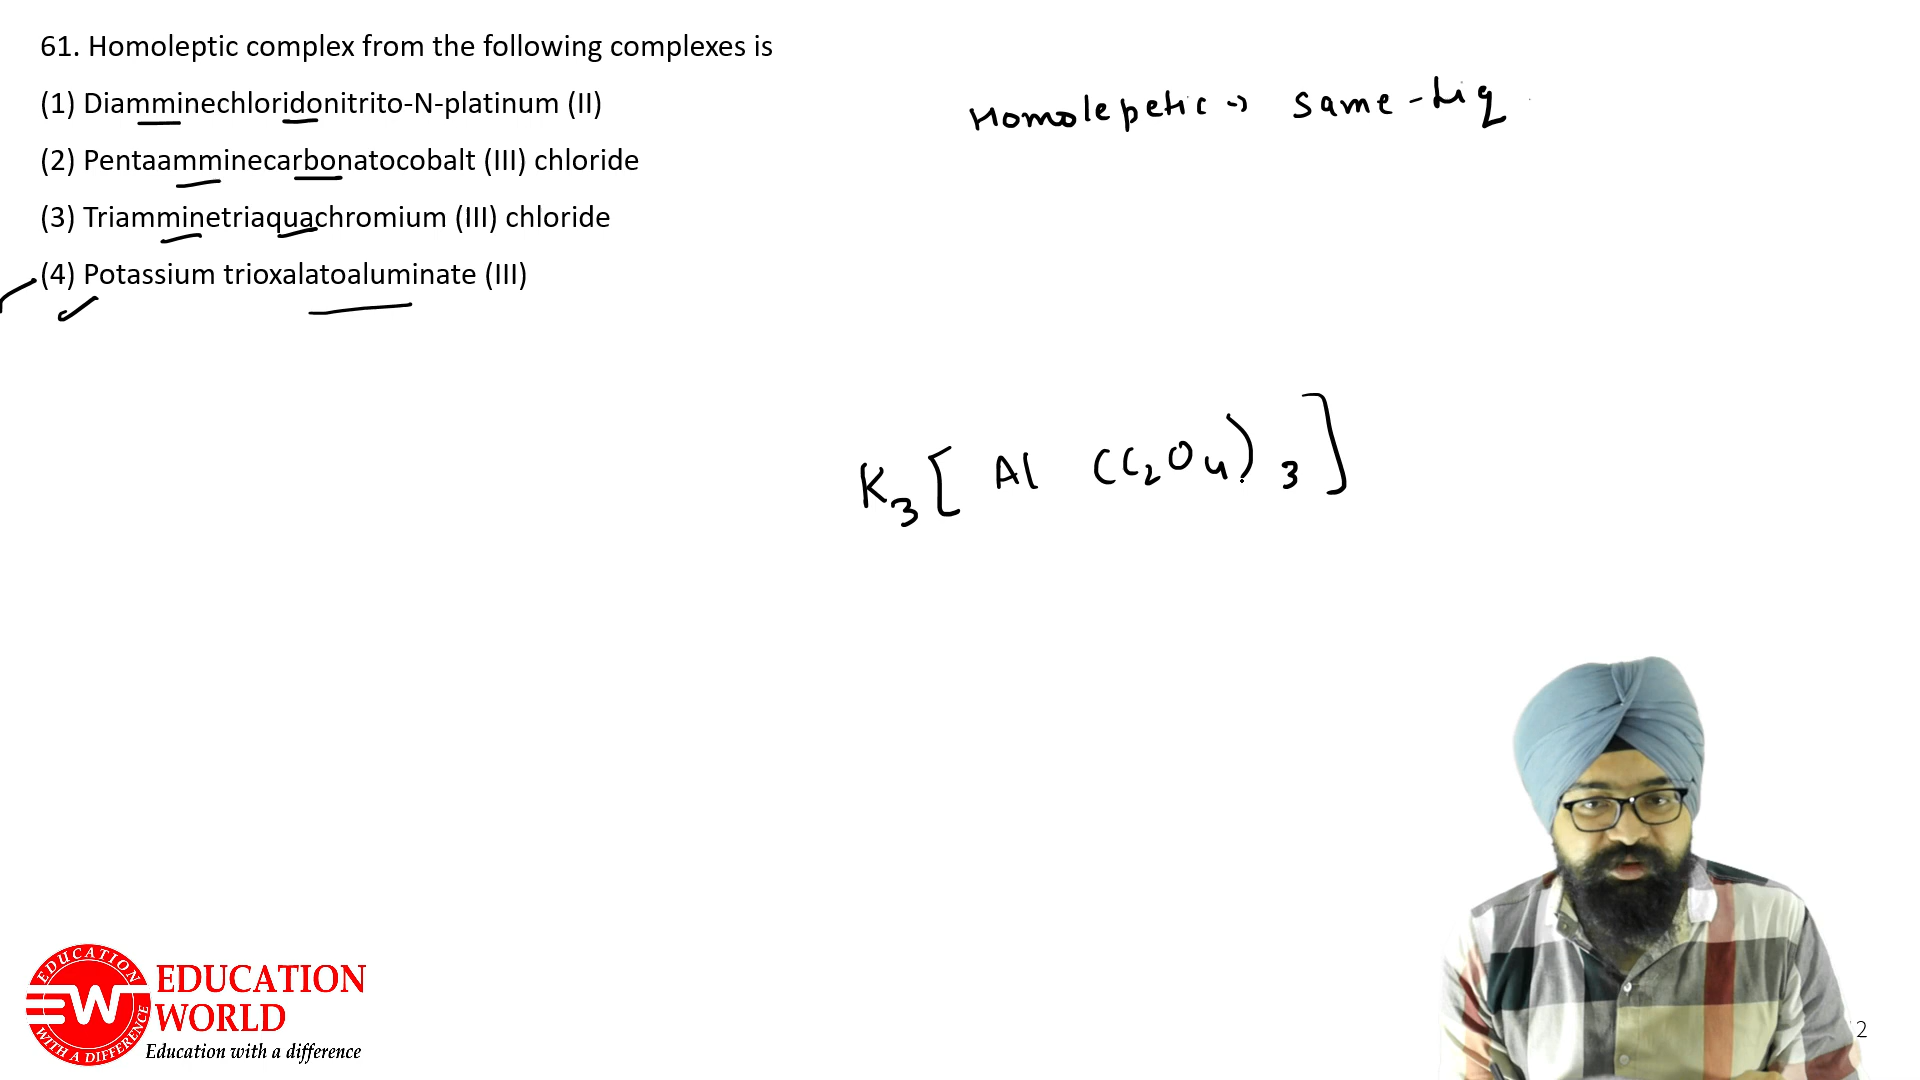 61. Homoleptic complex from the following complexes is
(1) Diamminechloridonitrito-N-platinum (II)
(2) Pentaamminecarbonatocobalt (III) chloride
(3) Triamminetriaquachromium (III) chloride
(4) Potassium trioxalatoaluminate (III)
Homolepetic → same-Lig
K3[Al (C2O4)3]
EDUCATION
WITH A DIFFERENCE
EW
EDUCATION
WORLD
Education with a difference
2